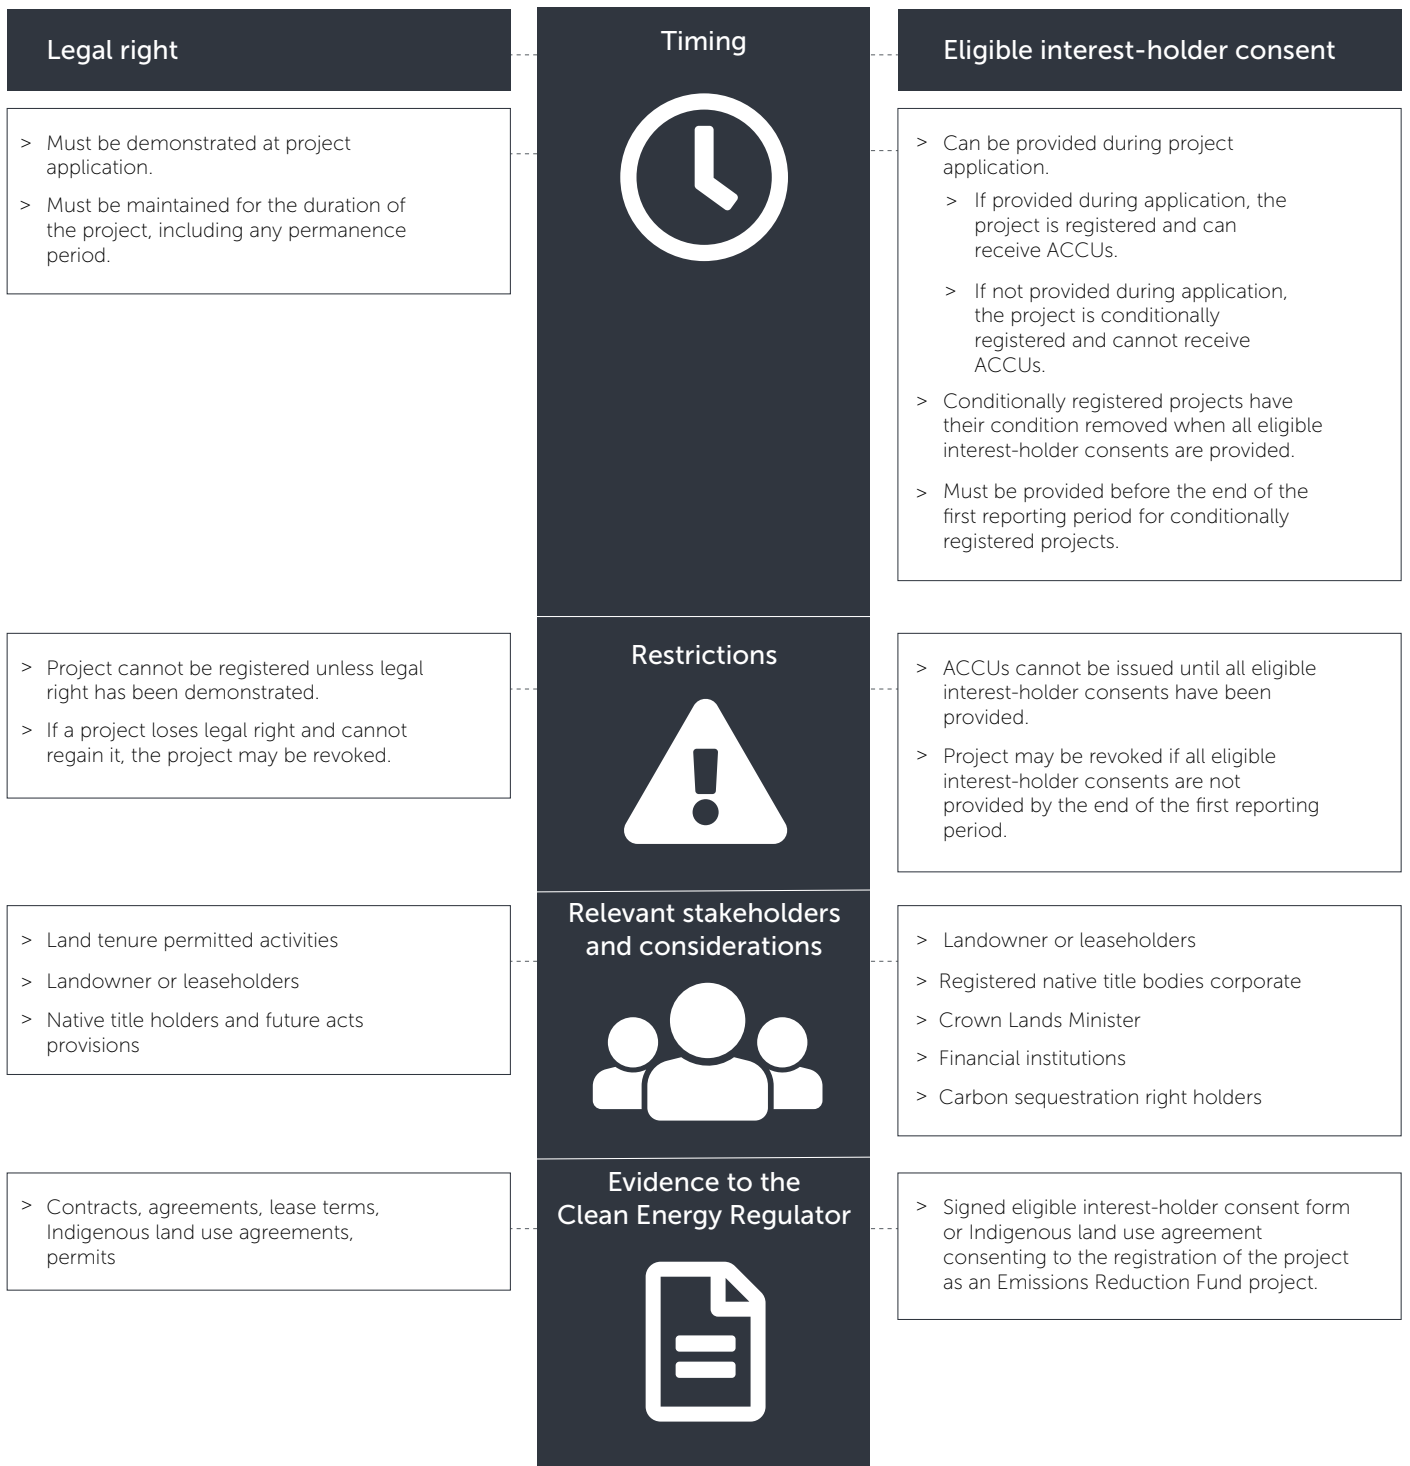 Legal right
Timing
Eligible interest-holder consent
> Must be demonstrated at project
application.
> Must be maintained for the duration of
the project, including any permanence
period.
> Can be provided during project
application.
> If provided during application, the
project is registered and can
receive ACCUs.
> If not provided during application,
the project is conditionally
registered and cannot receive
ACCUs.
> Conditionally registered projects have
their condition removed when all eligible
interest-holder consents are provided.
> Must be provided before the end of the
first reporting period for conditionally
registered projects.
Restrictions
> Project cannot be registered unless legal
right has been demonstrated.
> If a project loses legal right and cannot
regain it, the project may be revoked.
> ACCUs cannot be issued until all eligible
interest-holder consents have been
provided.
> Project may be revoked if all eligible
interest-holder consents are not
provided by the end of the first reporting
period.
Relevant stakeholders
and considerations
> Land tenure permitted activities
> Landowner or leaseholders
> Native title holders and future acts
provisions
> Landowner or leaseholders
> Registered native title bodies corporate
> Crown Lands Minister
> Financial institutions
> Carbon sequestration right holders
Evidence to the
Clean Energy Regulator
> Contracts, agreements, lease terms,
Indigenous land use agreements,
permits
> Signed eligible interest-holder consent form
or Indigenous land use agreement
consenting to the registration of the project
as an Emissions Reduction Fund project.